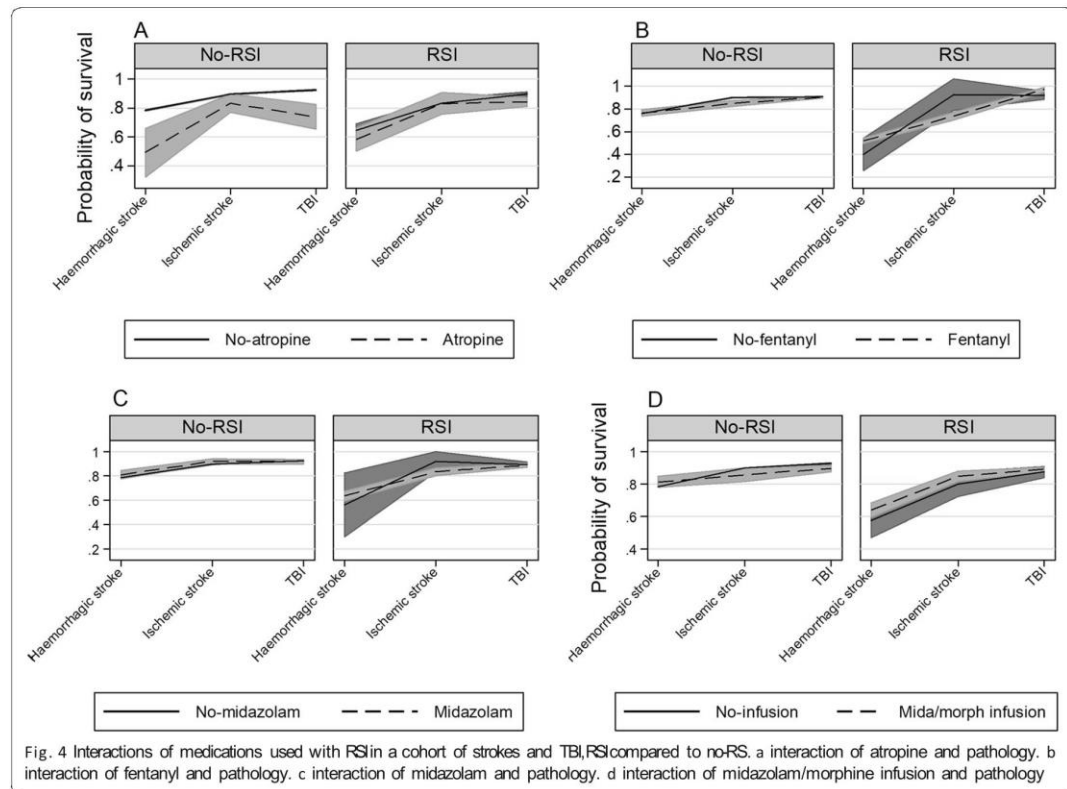 A
B
No-RSI
RSI
No-RSI
RSI
Probability of survival
1
.8
.6
.4
1
.8
.6
.4
.2
Haemorrhagic stroke
Ischemic stroke
TBI
Haemorrhagic stroke
Ischemic stroke
TBI
Haemorrhagic stroke
Ischemic stroke
TBI
Haemorrhagic stroke
Ischemic stroke
TBI
No-atropine
Atropine
No-fentanyl
Fentanyl
C
D
No-RSI
RSI
No-RSI
RSI
1
.8
.6
.4
.2
Probability of survival
1
.8
.6
.4
Haemorrhagic stroke
Ischemic stroke
TBI
Haemorrhagic stroke
Ischemic stroke
TBI
Haemorrhagic stroke
Ischemic stroke
TBI
Haemorrhagic stroke
Ischemic stroke
TBI
No-midazolam
Midazolam
No-infusion
Mida/morph infusion
Fig. 4 Interactions of medications used with RSI in a cohort of strokes and TBI, RSI compared to no-RS. a interaction of atropine and pathology. b
interaction of fentanyl and pathology. c interaction of midazolam and pathology. d interaction of midazolam/morphine infusion and pathology